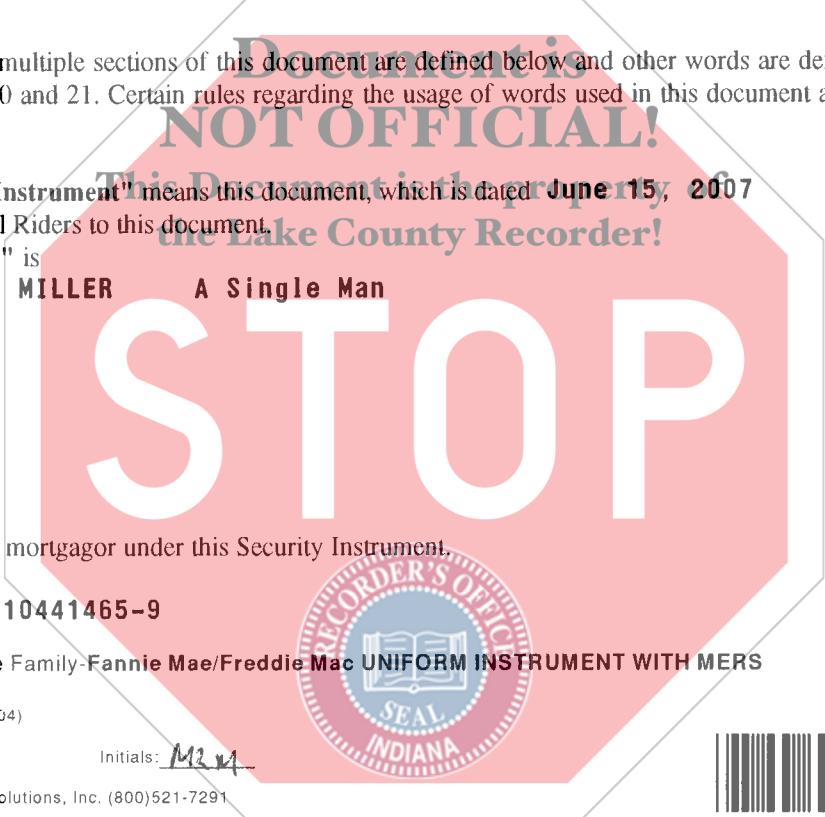 multiple sections of this document are defined below and other words are de
0 and 21. Certain rules regarding the usage of words used in this document a
Document is
NOT OFFICIAL!
This Document is the property of
the Lake County Recorder!
nstrument" means this document, which is dated June 15, 2007
l Riders to this document.
" is
MILLER A Single Man
STOP
mortgagor under this Security Instrument.
10441465-9
e Family-Fannie Mae/Freddie Mac UNIFORM INSTRUMENT WITH MERS
04)
RECORDER'S OFFICE
SEAL
INDIANA
Initials: MRM
olutions, Inc. (800)521-7291